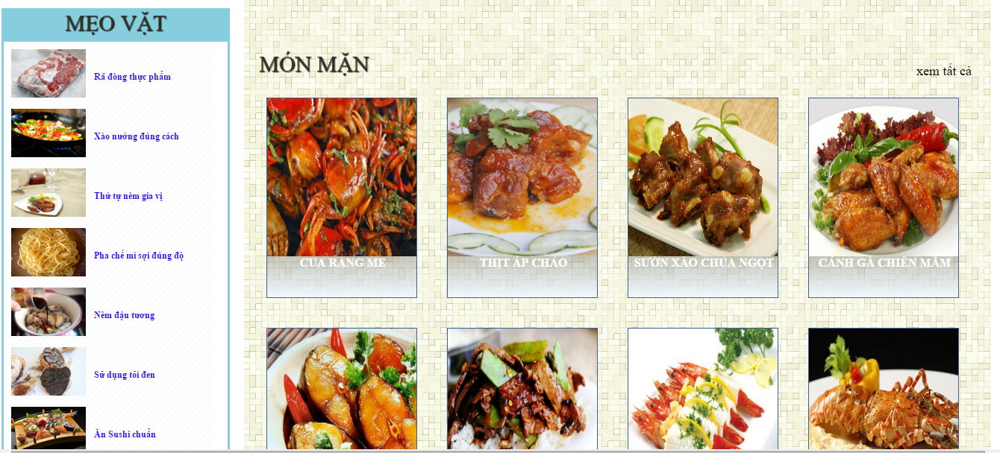 MẸO VẶT
Rã đông thực phẩm
Xào nướng đúng cách
Thứ tự nêm gia vị
Pha chế mì sợi đúng độ
Nêm đậu tương
Sử dụng tỏi đen
Ăn Sushi chuẩn
MÓN MẶN
xem tất cả
CUA RANG ME
THỊT ÁP CHẢO
SƯỜN XÀO CHUA NGỌT
CÁNH GÀ CHIÊN MẮM